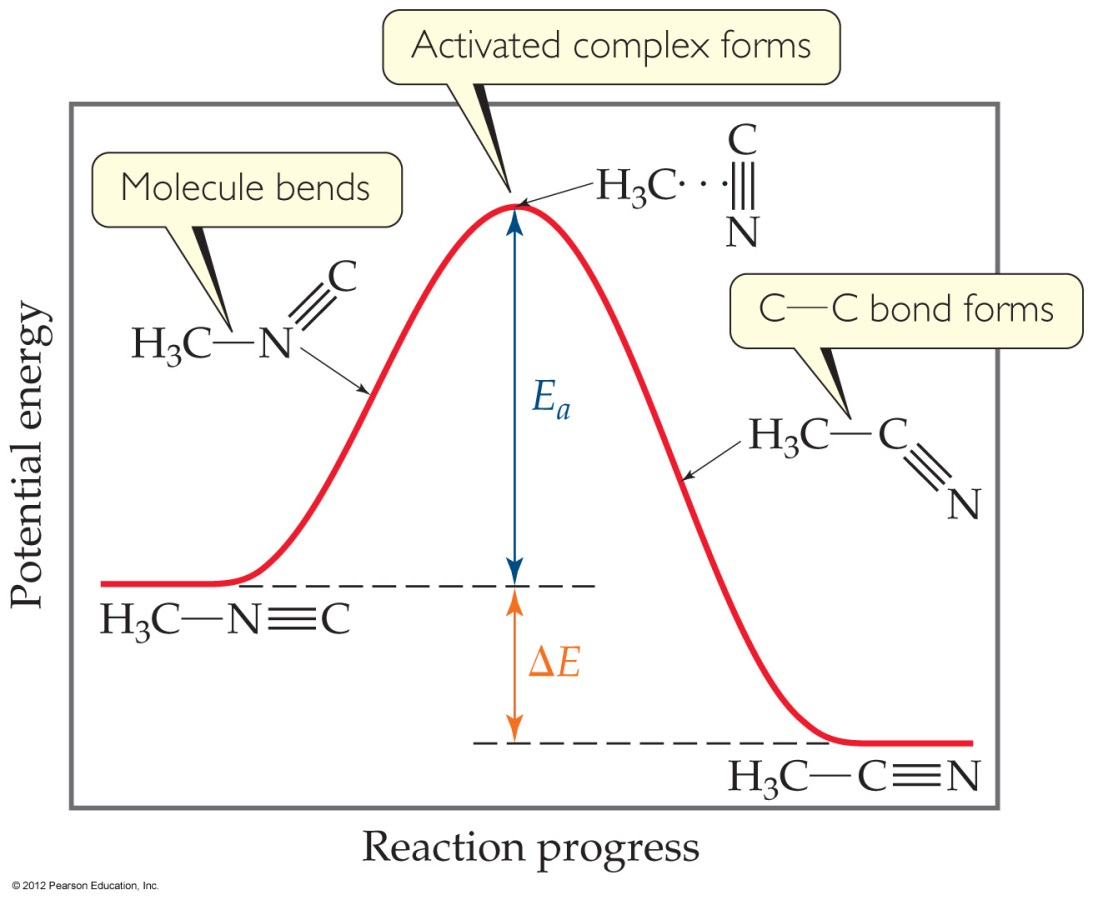 Activated complex forms
Molecule bends
H₃C···C≡N
H₃C—N≡C
C—C bond forms
Eₐ
H₃C—C≡N
Potential energy
H₃C—N≡C
ΔE
H₃C—C≡N
Reaction progress
© 2012 Pearson Education, Inc.